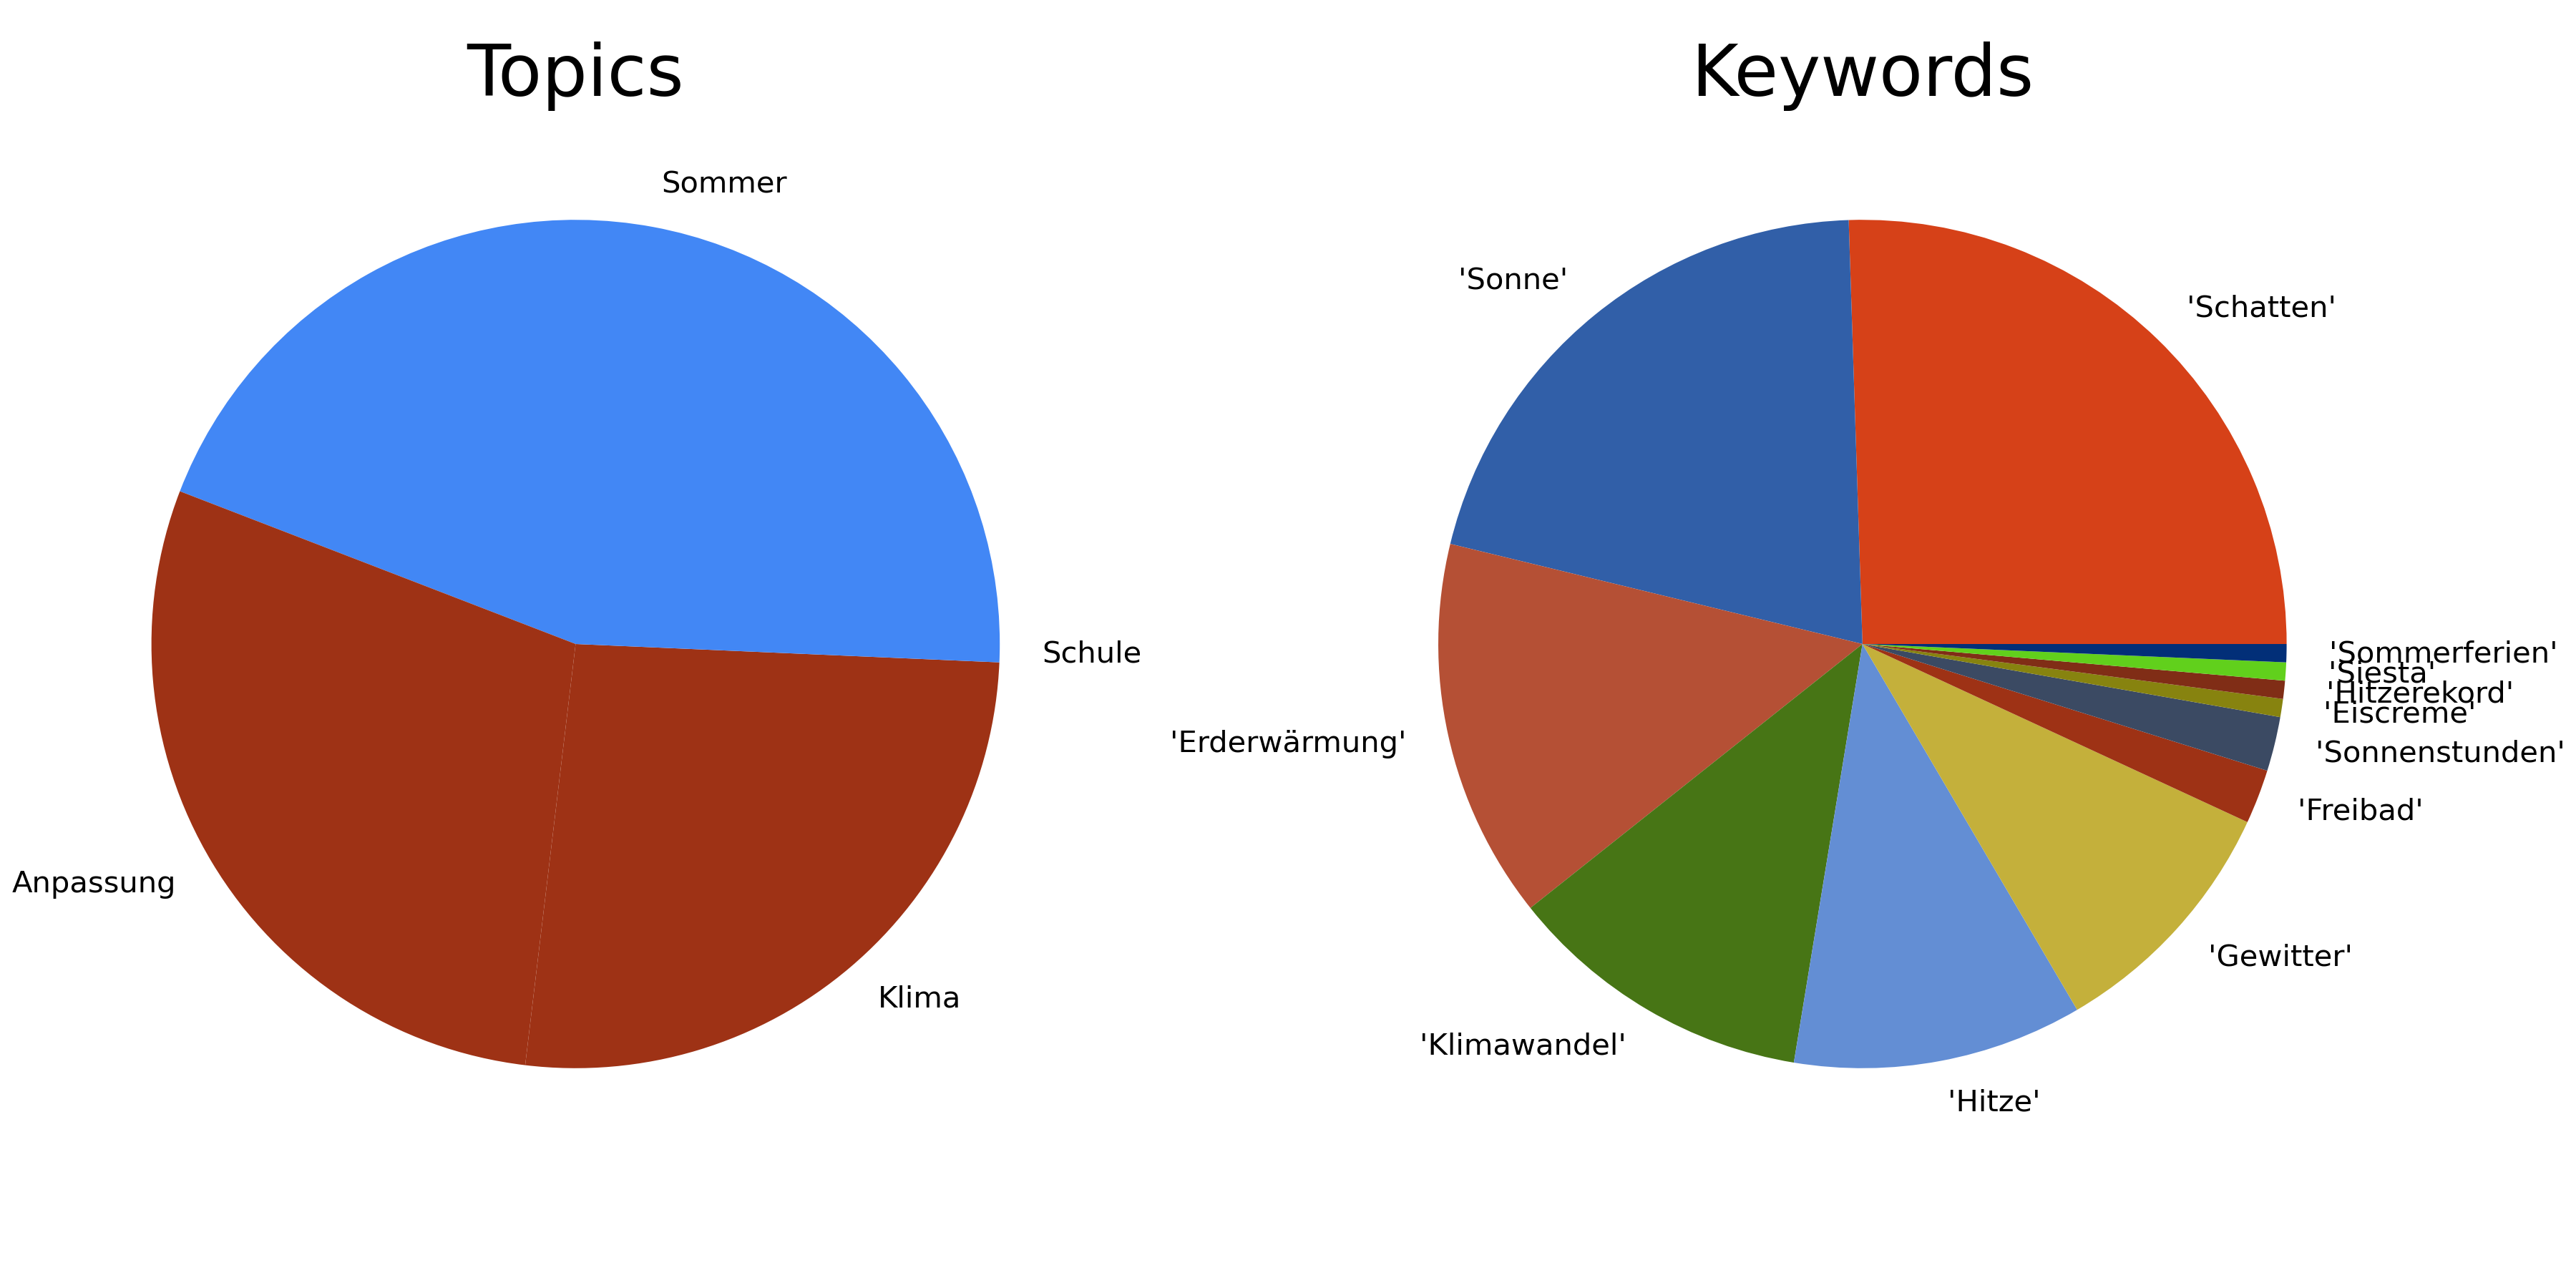 Topics
Sommer
Schule
Anpassung
Klima
Keywords
'Sonne'
'Schatten'
'Sommerferien'
'Siesta'
'Hitzerekord'
'Eiscreme'
'Erderwärmung'
'Sonnenstunden'
'Freibad'
'Gewitter'
'Klimawandel'
'Hitze'